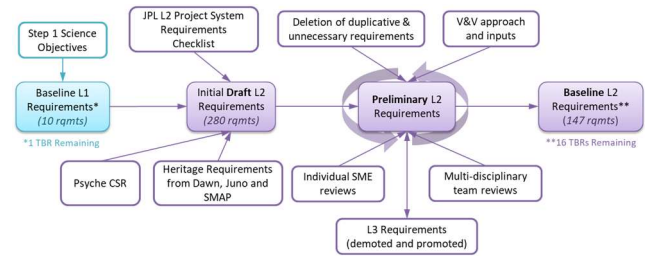 Step 1 Science
Objectives
JPL L2 Project System
Requirements
Checklist
Deletion of duplicative &
unnecessary requirements
V&V approach
and inputs
Baseline L1
Requirements*
(10 rqmts)
*1 TBR Remaining
Initial Draft L2
Requirements
(280 rqmts)
Preliminary L2
Requirements
Baseline L2
Requirements**
(147 rqmts)
**16 TBRs Remaining
Psyche CSR
Heritage Requirements
from Dawn, Juno and
SMAP
Individual SME
reviews
Multi-disciplinary
team reviews
L3 Requirements
(demoted and promoted)